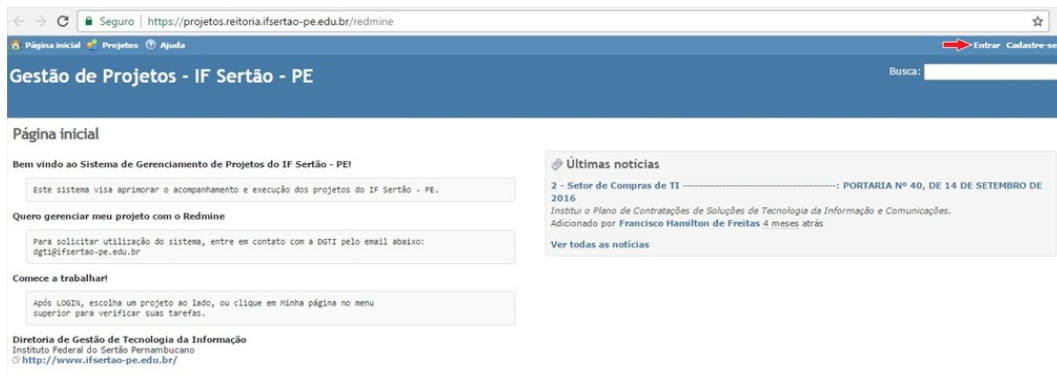 Seguro | https://projetos.reitoria.ifsertao-pe.edu.br/redmine
Página inicial Projetos Ajuda
Entrar Cadastre-se
Gestão de Projetos - IF Sertão - PE
Busca:
Página inicial
Bem vindo ao Sistema de Gerenciamento de Projetos do IF Sertão - PE!
Este sistema visa aprimorar o acompanhamento e execução dos projetos do IF Sertão - PE.
Quero gerenciar meu projeto com o Redmine
Para solicitar utilização do sistema, entre em contato com a DGTI pelo email abaixo:
dgti@ifsertao-pe.edu.br
Comece a trabalhar!
Após LOGIN, escolha um projeto ao lado, ou clique em Minha página no menu
superior para verificar suas tarefas.
Diretoria de Gestão de Tecnologia da Informação
Instituto Federal do Sertão Pernambucano
http://www.ifsertao-pe.edu.br/
Últimas notícias
2 - Setor de Compras de TI -------------------------------------------: PORTARIA Nº 40, DE 14 DE SETEMBRO DE
2016
Institui o Plano de Contratações de Soluções de Tecnologia da Informação e Comunicações.
Adicionado por Francisco Hamilton de Freitas 4 meses atrás
Ver todas as notícias